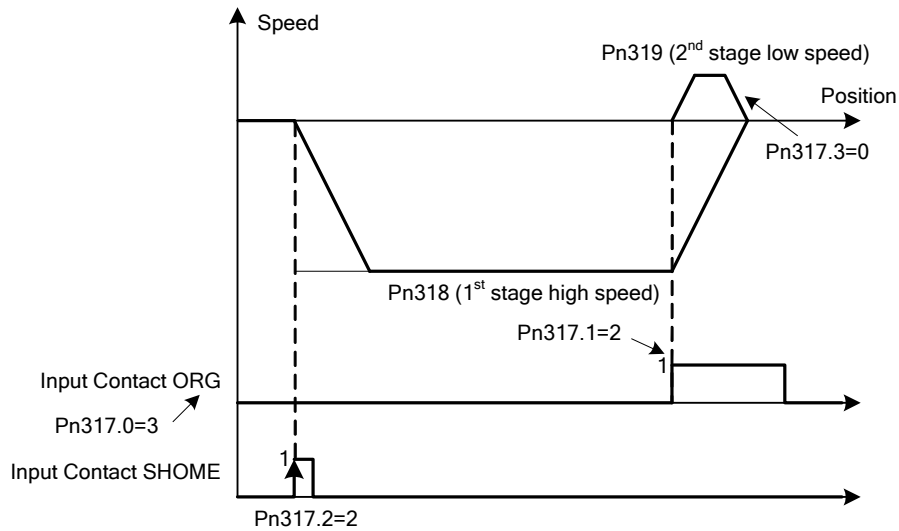 Speed
Pn319 (2nd stage low speed)
Position
Pn317.3=0
Pn318 (1st stage high speed)
Pn317.1=2
1
Input Contact ORG
Pn317.0=3
1
Input Contact SHOME
Pn317.2=2